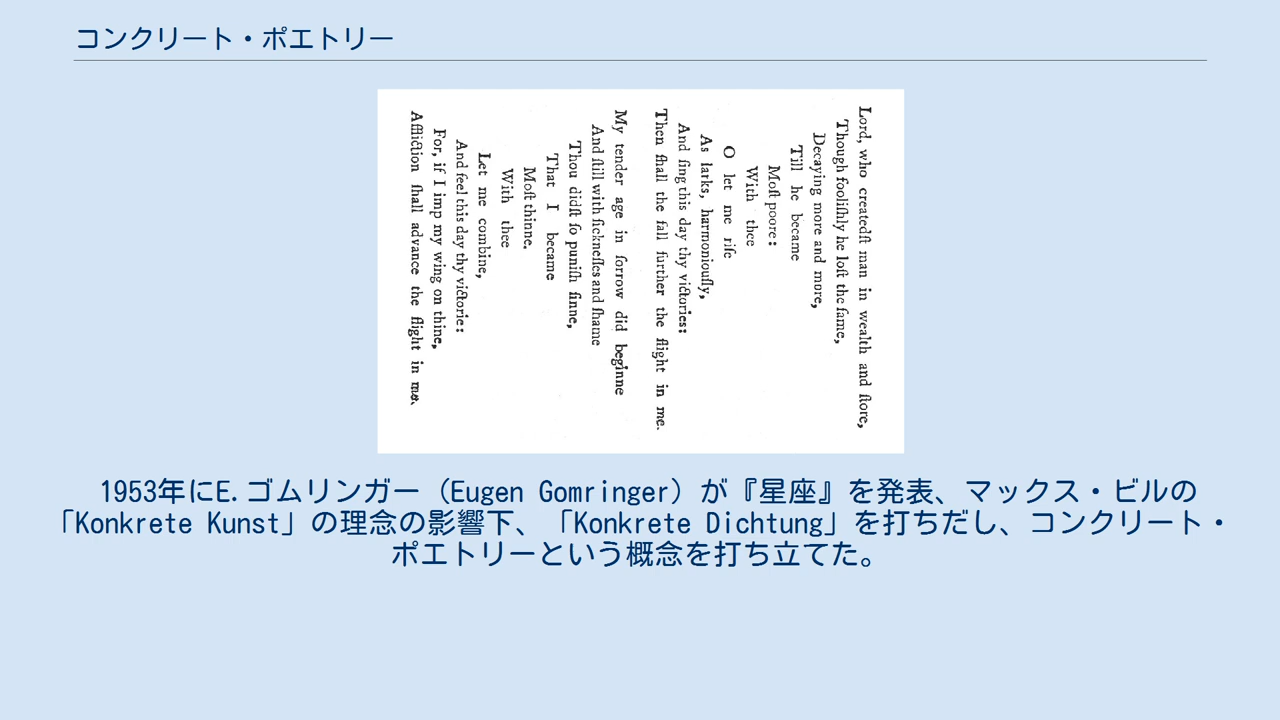 コンクリート・ポエトリー
Lord, who createdſt man in wealth and ſtore,
Though fooliſhly he loſt the ſame,
Decaying more and more,
Till he became
Moſt poore:
With thee
O let me riſe
As larks, harmoniouſly,
And ſing this day thy victories:
Then ſhall the fall further the flight in me.
My tender age in ſorrow did beginne
And ſtill with ſickneſſes and ſhame
Thou didſt ſo puniſh ſinne,
That I became
Moſt thinne.
With thee
Let me combine,
And feel this day thy victorie:
For, if I imp my wing on thine,
Affliction ſhall advance the flight in me.
1953年にE.ゴムリンガー（Eugen Gomringer）が『星座』を発表、マックス・ビルの
「Konkrete Kunst」の理念の影響下、「Konkrete Dichtung」を打ちだし、コンクリート・
ポエトリーという概念を打ち立てた。